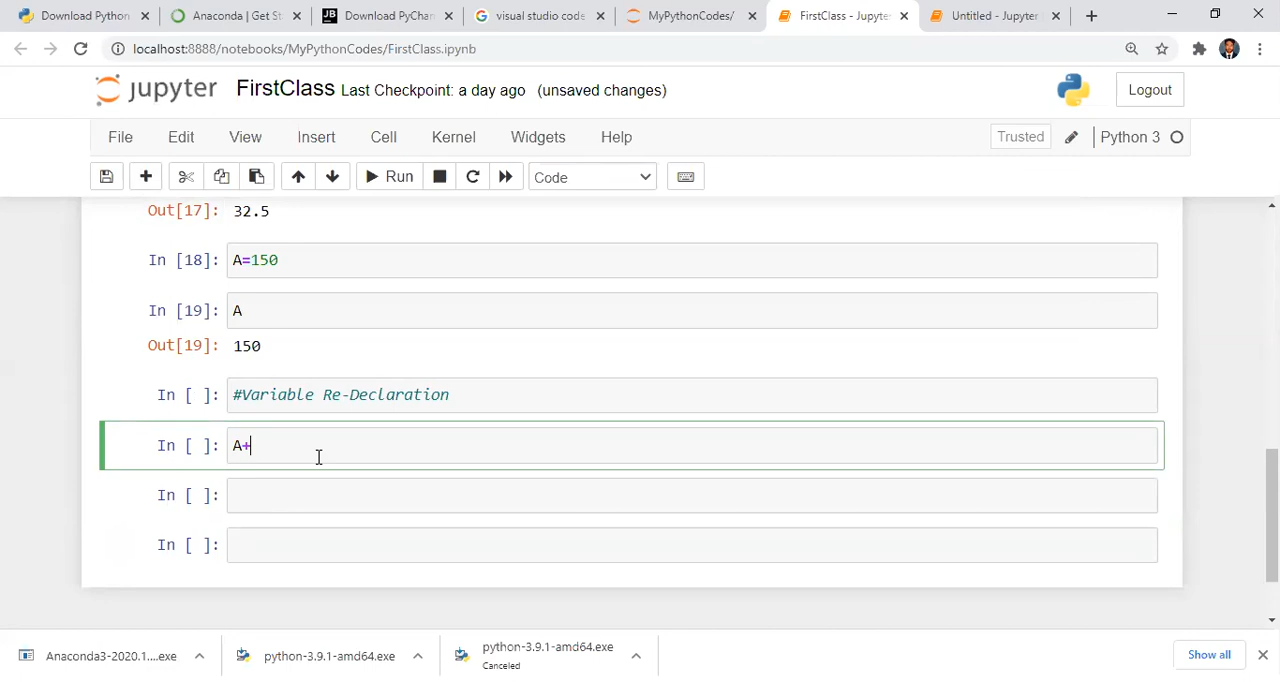 Download Python
Anaconda | Get St
Download PyChar
visual studio code
MyPythonCodes/
FirstClass - Jupyte
Untitled - Jupyter
localhost:8888/notebooks/MyPythonCodes/FirstClass.ipynb
jupyter FirstClass Last Checkpoint: a day ago (unsaved changes)
Logout
File Edit View Insert Cell Kernel Widgets Help
Trusted Python 3
Run Code
Out[17]: 32.5
In [18]: A=150
In [19]: A
Out[19]: 150
In [ ]: #Variable Re-Declaration
In [ ]: A+
In [ ]:
In [ ]:
Anaconda3-2020.1....exe
python-3.9.1-amd64.exe
python-3.9.1-amd64.exe
Canceled
Show all